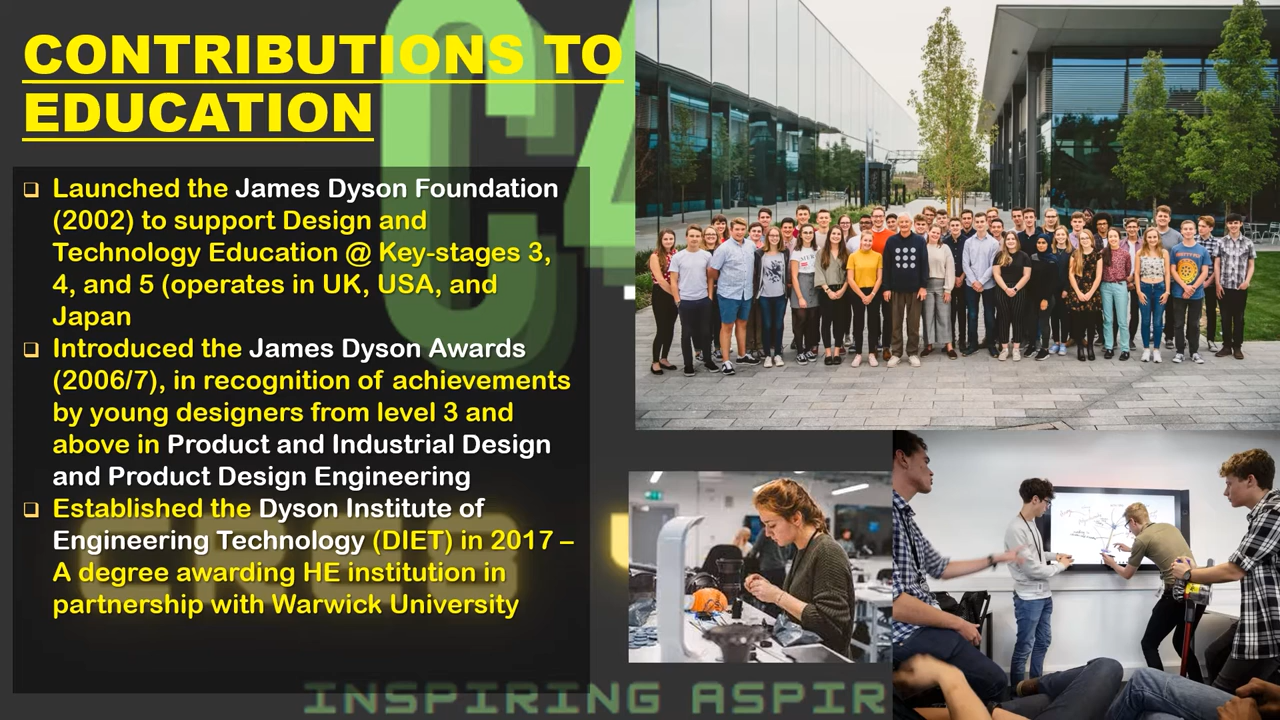 CONTRIBUTIONS TO
EDUCATION
❑ Launched the James Dyson Foundation
(2002) to support Design and
Technology Education @ Key-stages 3,
4, and 5 (operates in UK, USA, and
Japan
❑ Introduced the James Dyson Awards
(2006/7), in recognition of achievements
by young designers from level 3 and
above in Product and Industrial Design
and Product Design Engineering
❑ Established the Dyson Institute of
Engineering Technology (DIET) in 2017 –
A degree awarding HE institution in
partnership with Warwick University
INSPIRING ASPIR